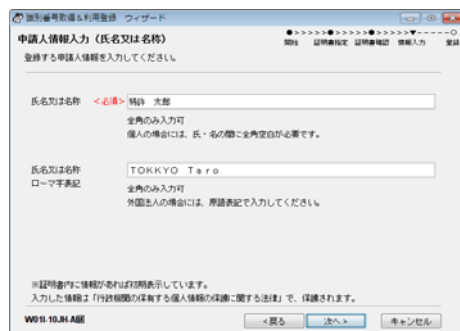 識別番号取得&利用登録 ウィザード
申請人情報入力(氏名又は名称)
●>>>>>●>>>>>●>>>>>▼-----○
開始 証明書指定 証明書確認 情報入力 登録
登録する申請人情報を入力してください。
氏名又は名称 <必須> 特許 太郎
全角のみ入力可
個人の場合には、氏・名の間に全角空白が必要です。
氏名又は名称
ローマ字表記
TOKKYO Taro
全角のみ入力可
外国法人の場合には、原語表記で入力してください。
※証明書内に情報があれば初期表示しています。
入力した情報は「行政機関の保有する個人情報の保護に関する法律」で、保護されます。
W01I-10JH-A画 <戻る 次へ> キャンセル